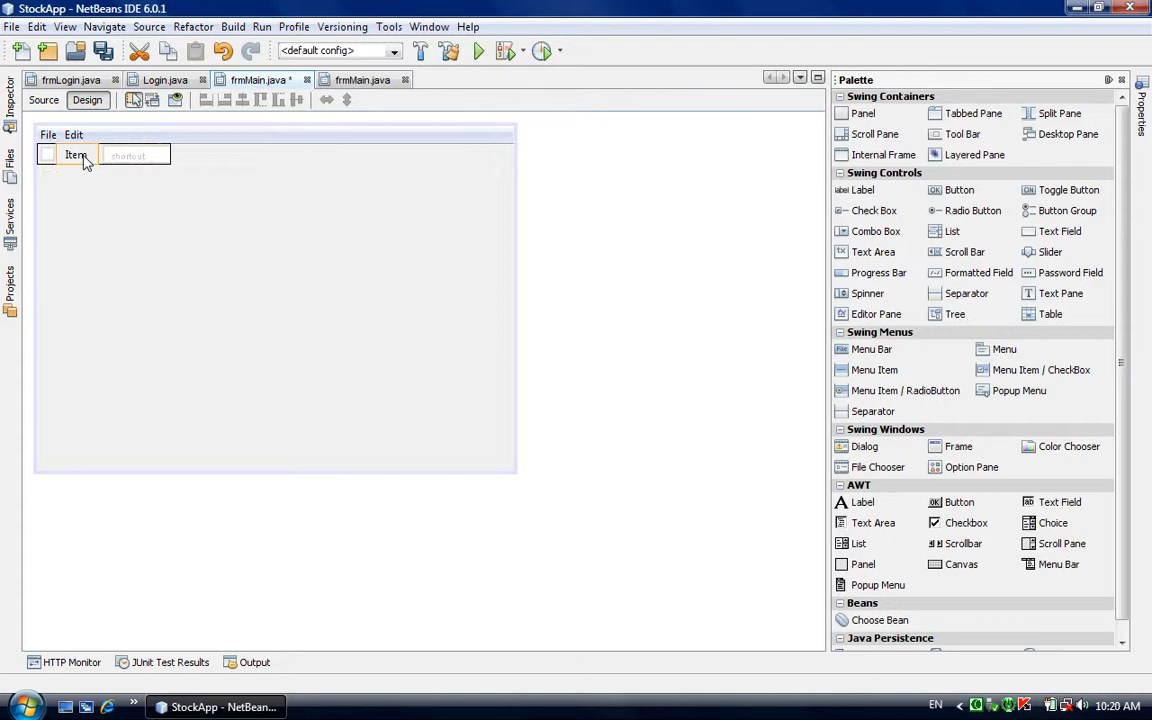 StockApp - NetBeans IDE 6.0.1
File Edit View Navigate Source Refactor Build Run Profile Versioning Tools Window Help
<default config>
frmLogin.java Login.java frmMain.java * frmMain.java
Source Design
File Edit
Item shortcut
Inspector
Files
Services
Projects
Palette
Swing Containers
Panel Tabbed Pane Split Pane
Scroll Pane Tool Bar Desktop Pane
Internal Frame Layered Pane
Swing Controls
label Label OK Button ON Toggle Button
Check Box Radio Button Button Group
Combo Box List Text Field
Text Area Scroll Bar Slider
Progress Bar Formatted Field Password Field
Spinner Separator T Text Pane
Editor Pane Tree Table
Swing Menus
File Menu Bar Menu
Menu Item Menu Item / CheckBox
Menu Item / RadioButton Popup Menu
Separator
Swing Windows
Dialog Frame Color Chooser
File Chooser Option Pane
AWT
A Label OK Button ab Text Field
Text Area Checkbox Choice
List Scrollbar Scroll Pane
Panel Canvas Menu Bar
Popup Menu
Beans
Choose Bean
Java Persistence
Properties
HTTP Monitor JUnit Test Results Output
StockApp - NetBean... EN 10:20 AM